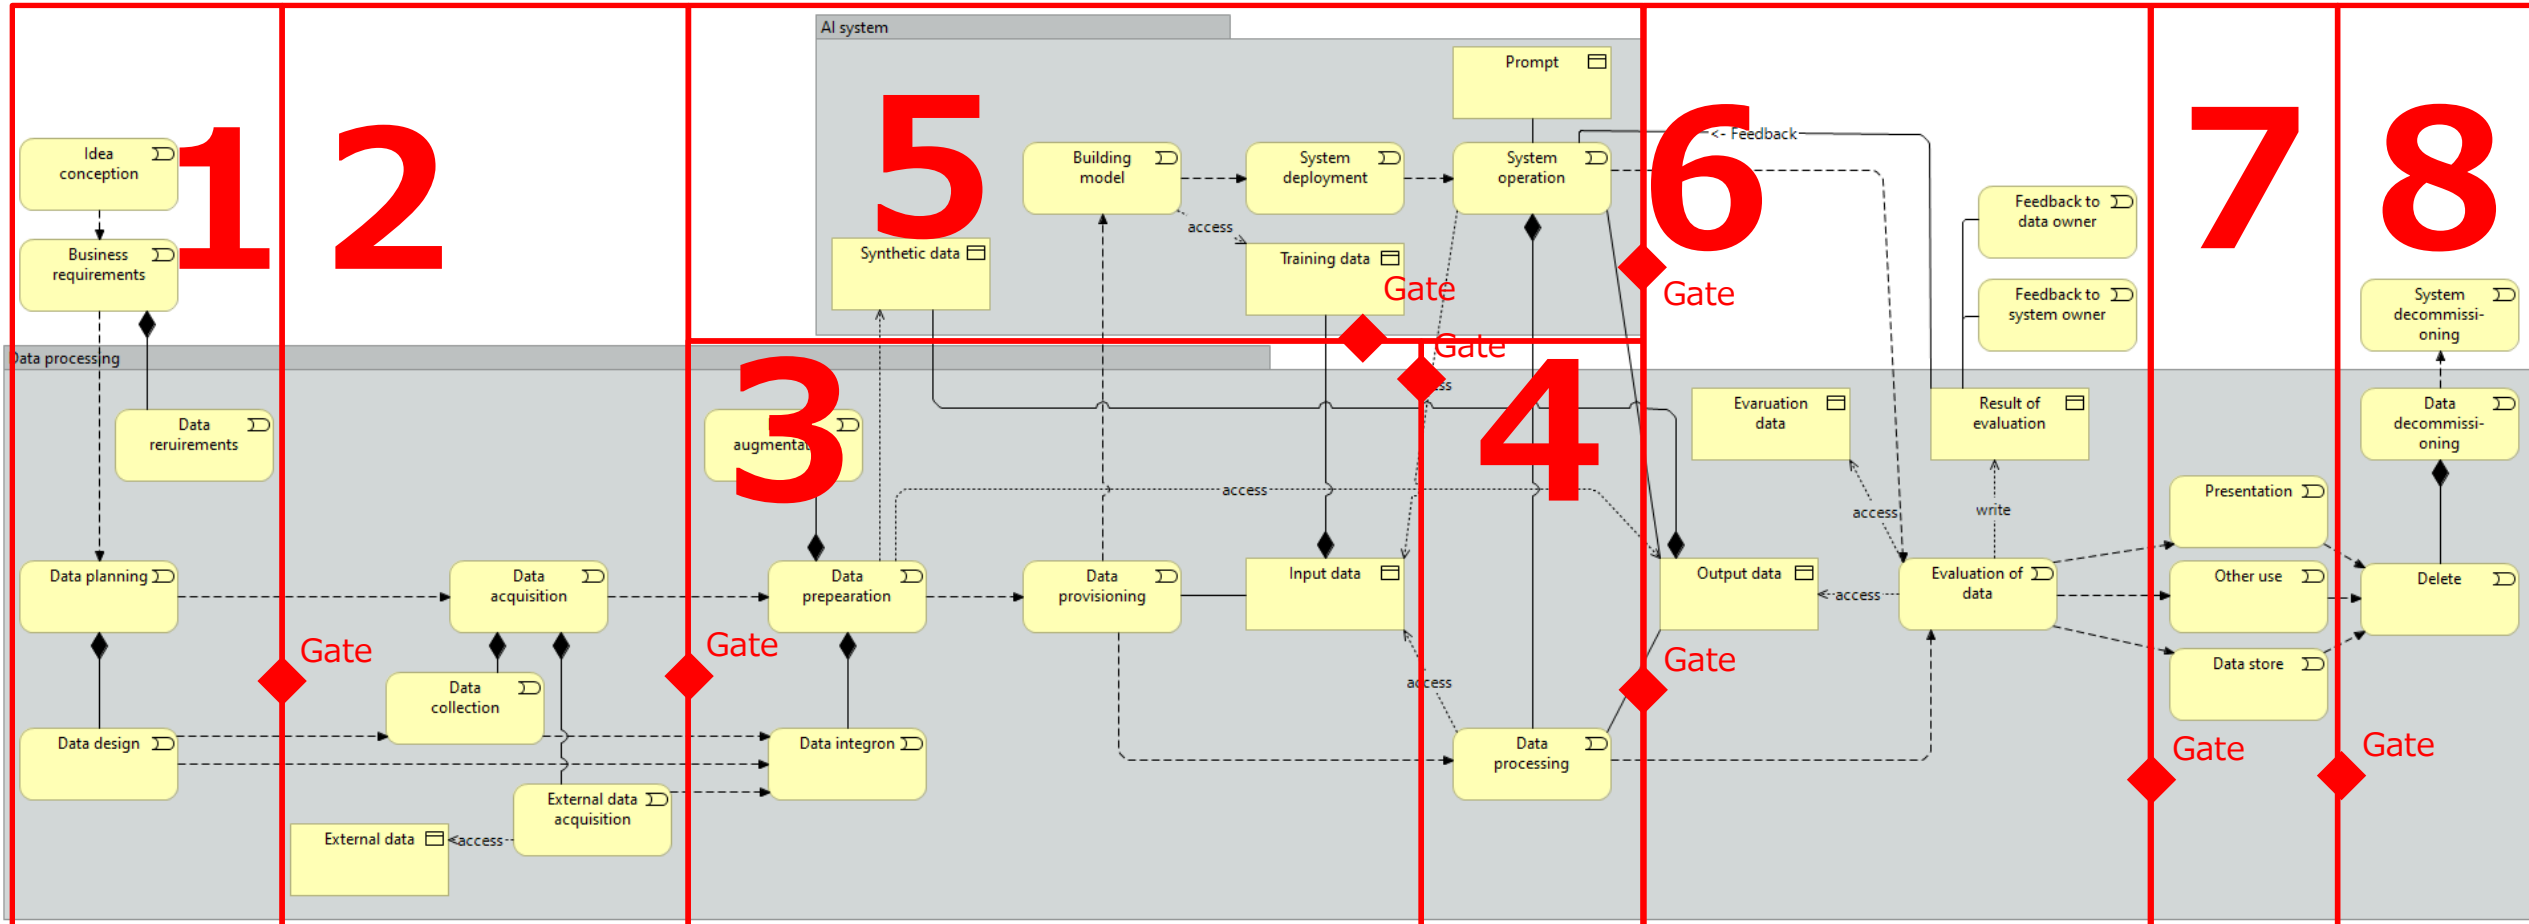 AI system
Prompt
1
2
5
6
7
8
<- Feedback
Idea
conception
Building
model
System
deployment
System
operation
Feedback to
data owner
access
Business
requirements
Synthetic data
Training data
Gate
Gate
Feedback to
system owner
System
decommissi-
oning
Data processing
3
Gate
4
Data
reruirements
Evaruation
data
Result of
evaluation
Data
decommissi-
oning
access
access
write
Presentation
Data planning
Data
acquisition
Data
prepearation
Data
provisioning
Input data
Output data
access
Evaluation of
data
Other use
Delete
Gate
Gate
Gate
Data store
access
Data
collection
Data design
Data integron
Data
processing
Gate
Gate
External data
acquisition
External data
access